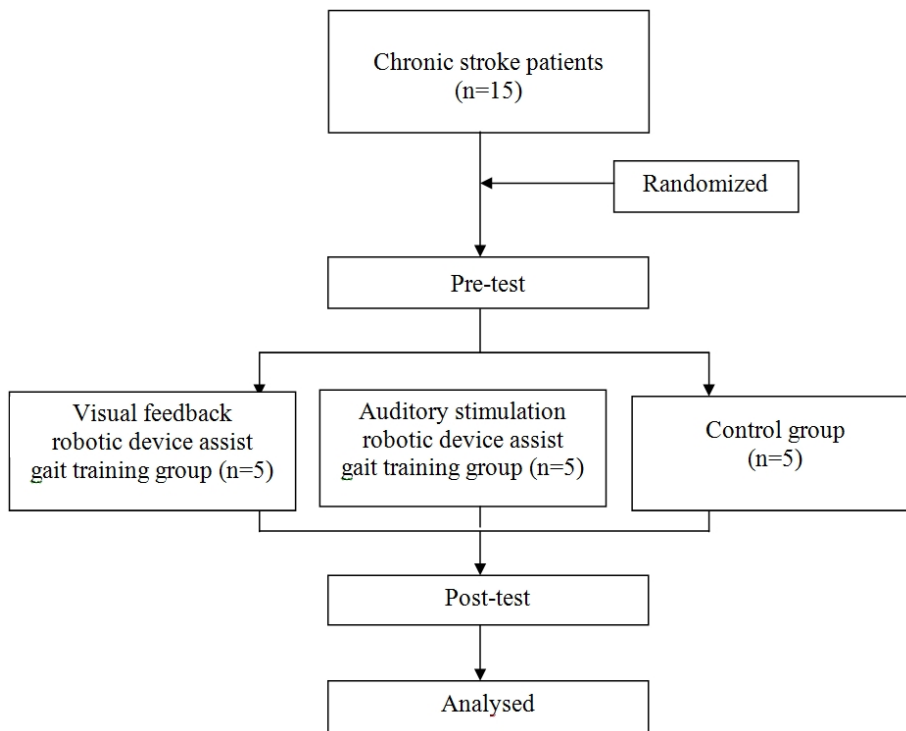 Chronic stroke patients
(n=15)
Randomized
Pre-test
Visual feedback
robotic device assist
gait training group (n=5)
Auditory stimulation
robotic device assist
gait training group (n=5)
Control group
(n=5)
Post-test
Analysed